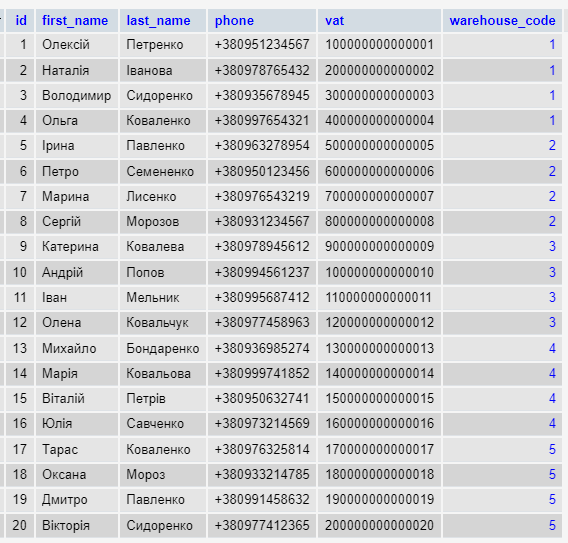 id first_name last_name phone vat warehouse_code
1 Олексій Петренко +380951234567 100000000000001 1
2 Наталія Іванова +380978765432 200000000000002 1
3 Володимир Сидоренко +380935678945 300000000000003 1
4 Ольга Коваленко +380997654321 400000000000004 1
5 Ірина Павленко +380963278954 500000000000005 2
6 Петро Семененко +380950123456 600000000000006 2
7 Марина Лисенко +380976543219 700000000000007 2
8 Сергій Морозов +380931234567 800000000000008 2
9 Катерина Ковалева +380978945612 900000000000009 3
10 Андрій Попов +380994561237 100000000000010 3
11 Іван Мельник +380995687412 110000000000011 3
12 Олена Ковальчук +380977458963 120000000000012 3
13 Михайло Бондаренко +380936985274 130000000000013 4
14 Марія Ковальова +380999741852 140000000000014 4
15 Віталій Петрів +380950632741 150000000000015 4
16 Юлія Савченко +380973214569 160000000000016 4
17 Тарас Коваленко +380976325814 170000000000017 5
18 Оксана Мороз +380933214785 180000000000018 5
19 Дмитро Павленко +380991458632 190000000000019 5
20 Вікторія Сидоренко +380977412365 200000000000020 5